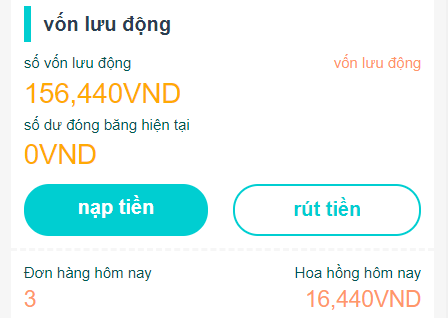 vốn lưu động
số vốn lưu động vốn lưu động
156,440VND
số dư đóng băng hiện tại
0VND
nạp tiền rút tiền
Đơn hàng hôm nay Hoa hồng hôm nay
3 16,440VND